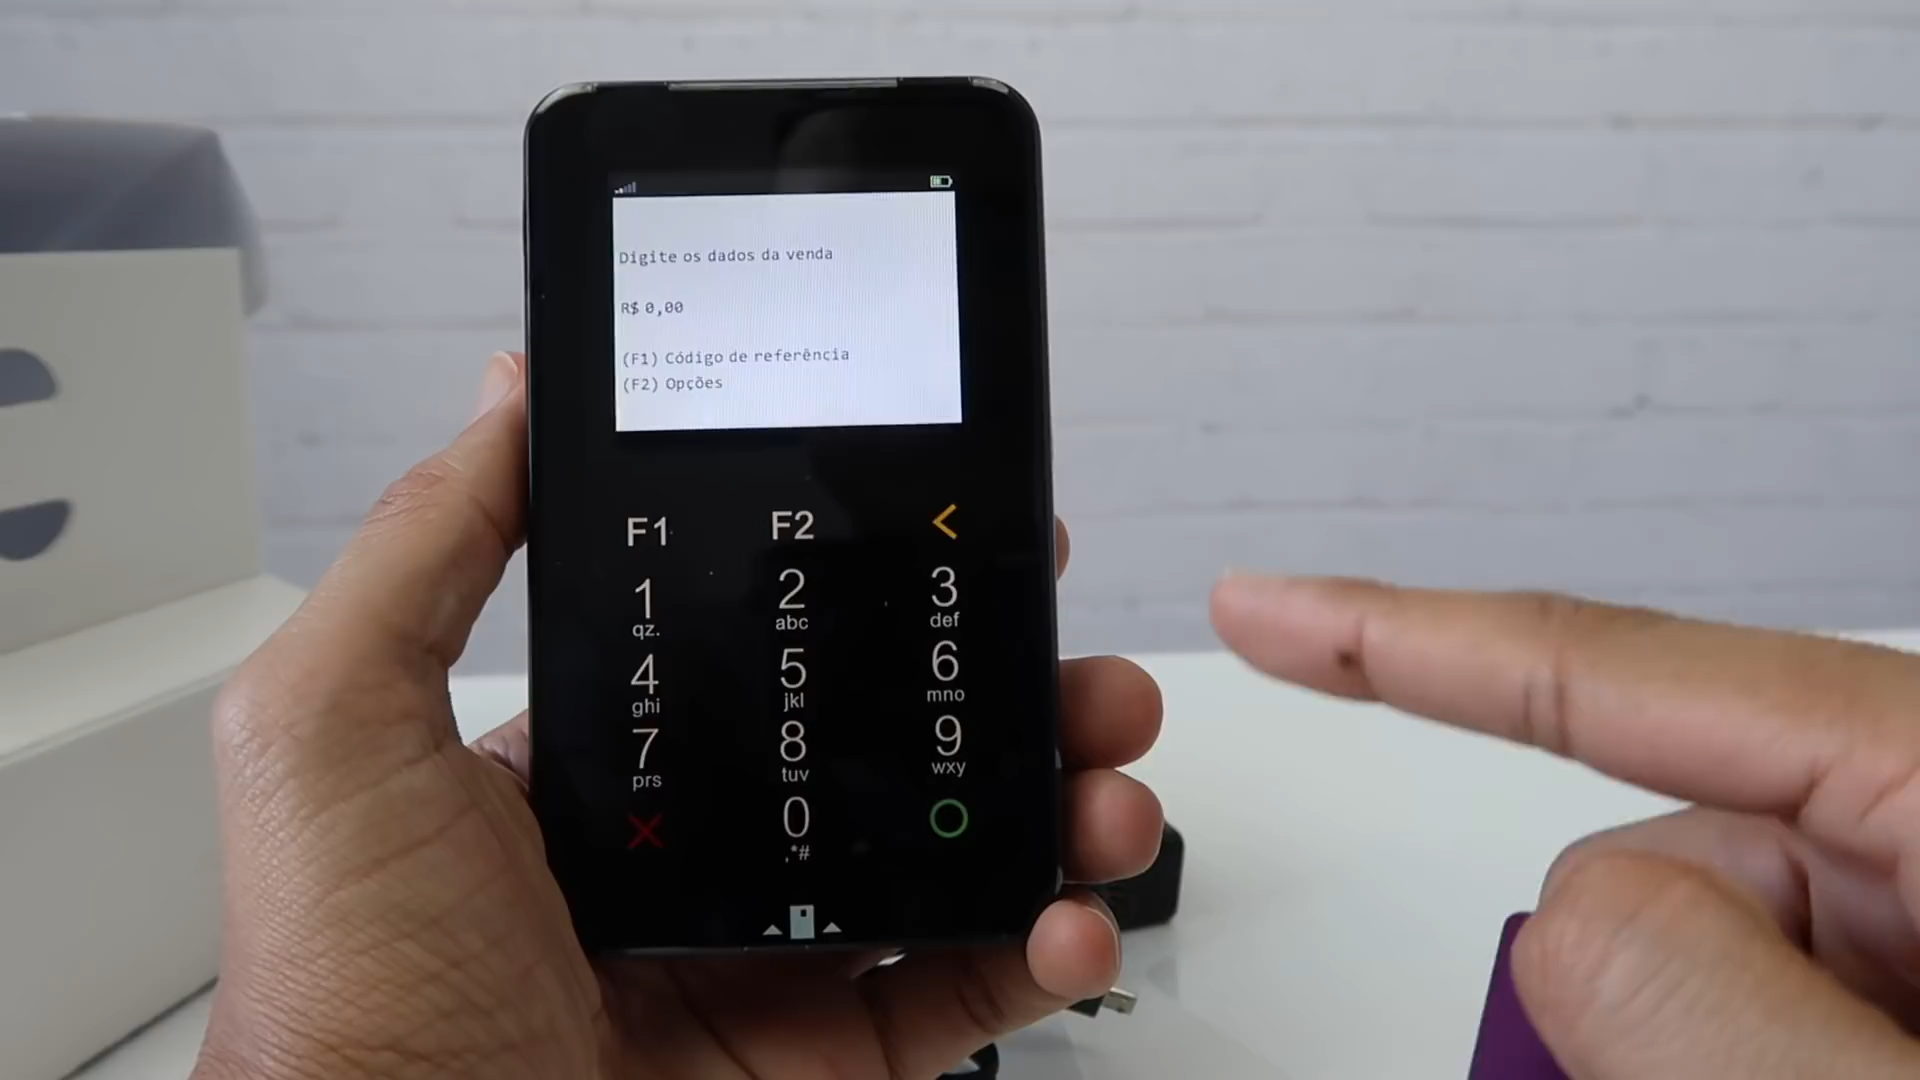 Digite os dados da venda
R$ 0,00
(F1) Código de referência
(F2) Opções
F1 F2 <
1 2 3
qz. abc def
4 5 6
ghi jkl mno
7 8 9
prs tuv wxy
0
,*#